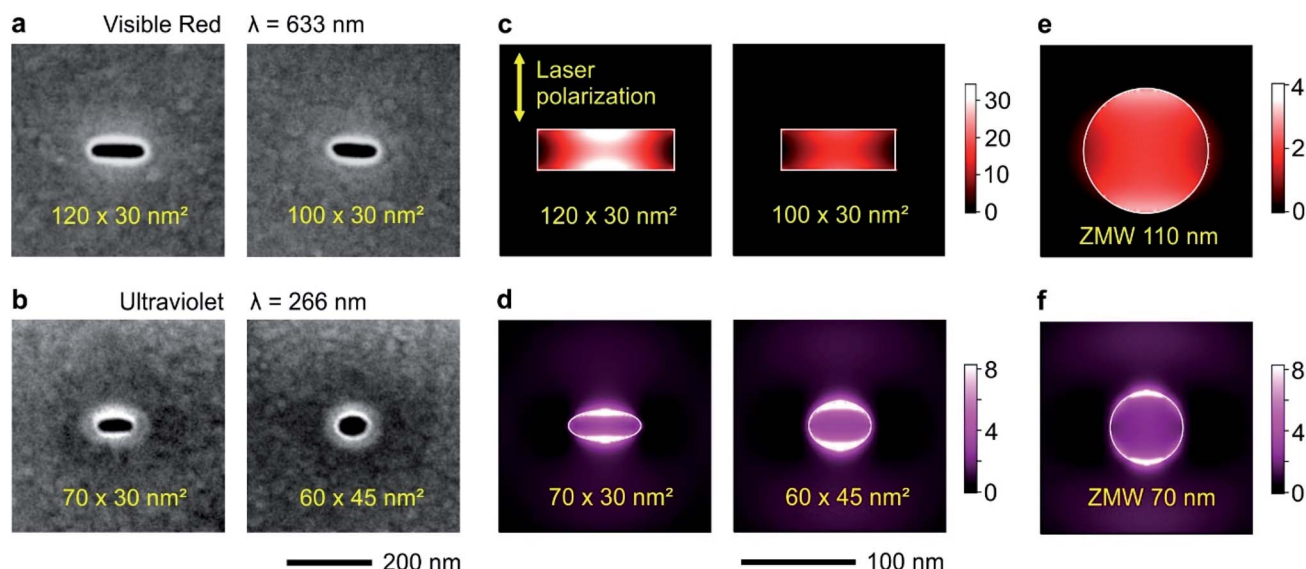 a Visible Red λ = 633 nm
120 x 30 nm²
100 x 30 nm²
b Ultraviolet λ = 266 nm
70 x 30 nm²
60 x 45 nm²
200 nm
c
Laser
polarization
120 x 30 nm²
100 x 30 nm²
30
20
10
0
d
70 x 30 nm²
60 x 45 nm²
8
4
0
100 nm
e
ZMW 110 nm
4
2
0
f
ZMW 70 nm
8
4
0